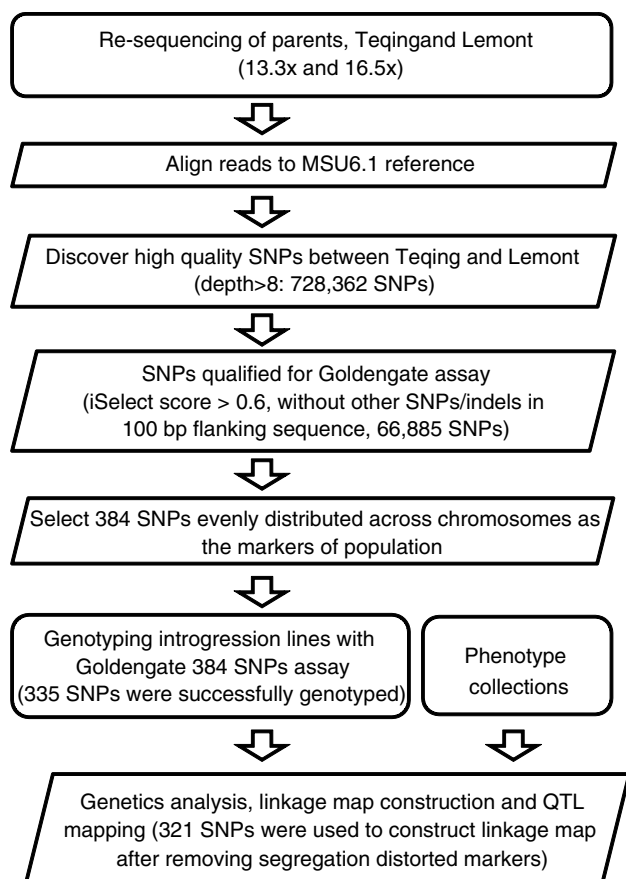 Re-sequencing of parents, Teqingand Lemont
(13.3x and 16.5x)
Align reads to MSU6.1 reference
Discover high quality SNPs between Teqing and Lemont
(depth>8: 728,362 SNPs)
SNPs qualified for Goldengate assay
(iSelect score > 0.6, without other SNPs/indels in
100 bp flanking sequence, 66,885 SNPs)
Select 384 SNPs evenly distributed across chromosomes as
the markers of population
Genotyping introgression lines with
Goldengate 384 SNPs assay
(335 SNPs were successfully genotyped)
Phenotype
collections
Genetics analysis, linkage map construction and QTL
mapping (321 SNPs were used to construct linkage map
after removing segregation distorted markers)